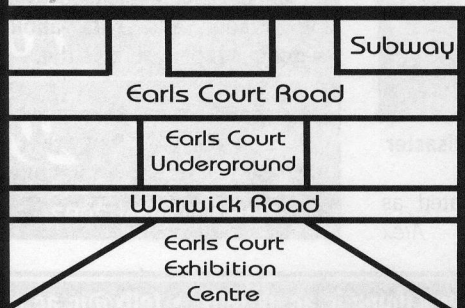 Subway
Earls Court Road
Earls Court
Underground
Warwick Road
Earls Court
Exhibition
Centre